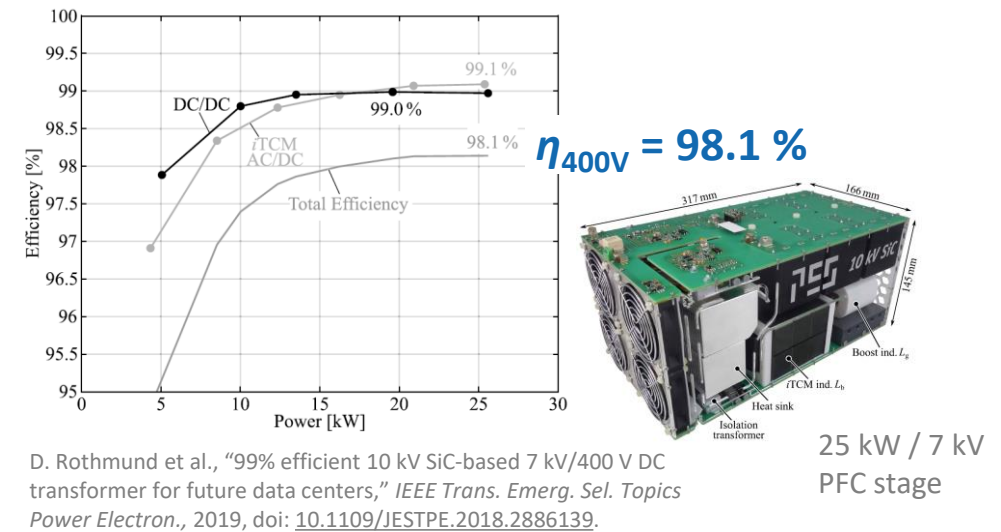 100
99.5
99
98.5
98
97.5
97
96.5
96
95.5
95
Efficiency [%]
0
5
10
15
20
25
30
Power [kW]
DC/DC
iTCM
AC/DC
99.1 %
99.0 %
98.1 %
Total Efficiency
η400V = 98.1 %
317 mm
166 mm
145 mm
PES
10 kV SiC
Boost ind. Lg
iTCM ind. Lb
Heat sink
Isolation
transformer
25 kW / 7 kV
PFC stage
D. Rothmund et al., “99% efficient 10 kV SiC-based 7 kV/400 V DC
transformer for future data centers,” IEEE Trans. Emerg. Sel. Topics
Power Electron., 2019, doi: 10.1109/JESTPE.2018.2886139.